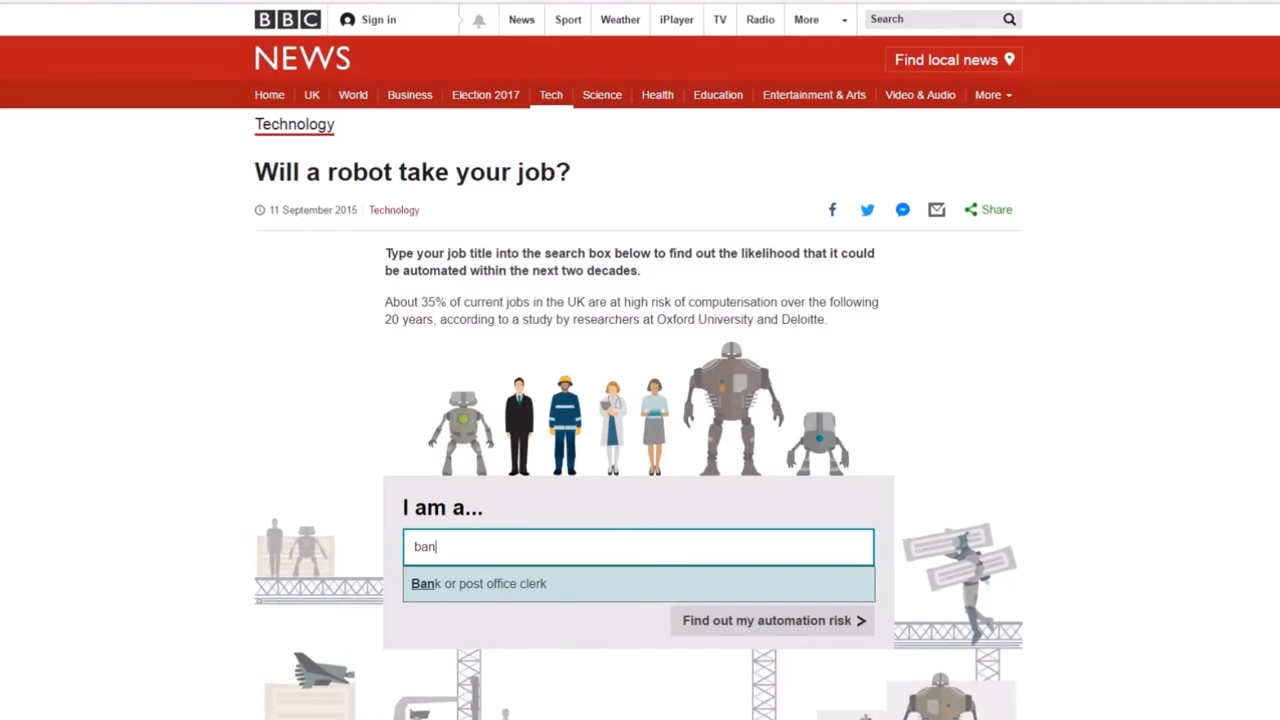 BBC Sign in News Sport Weather iPlayer TV Radio More Search
NEWS Find local news
Home UK World Business Election 2017 Tech Science Health Education Entertainment & Arts Video & Audio More
Technology
Will a robot take your job?
11 September 2015 Technology Share
Type your job title into the search box below to find out the likelihood that it could
be automated within the next two decades.
About 35% of current jobs in the UK are at high risk of computerisation over the following
20 years, according to a study by researchers at Oxford University and Deloitte.
I am a...
ban
Bank or post office clerk
Find out my automation risk